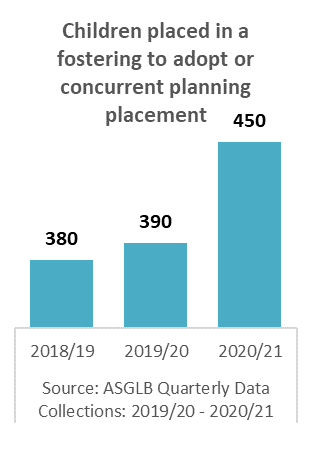 Children placed in a
fostering to adopt or
concurrent planning
placement
450
390
380
2018/19 2019/20 2020/21
Source: ASGLB Quarterly Data
Collections: 2019/20 - 2020/21